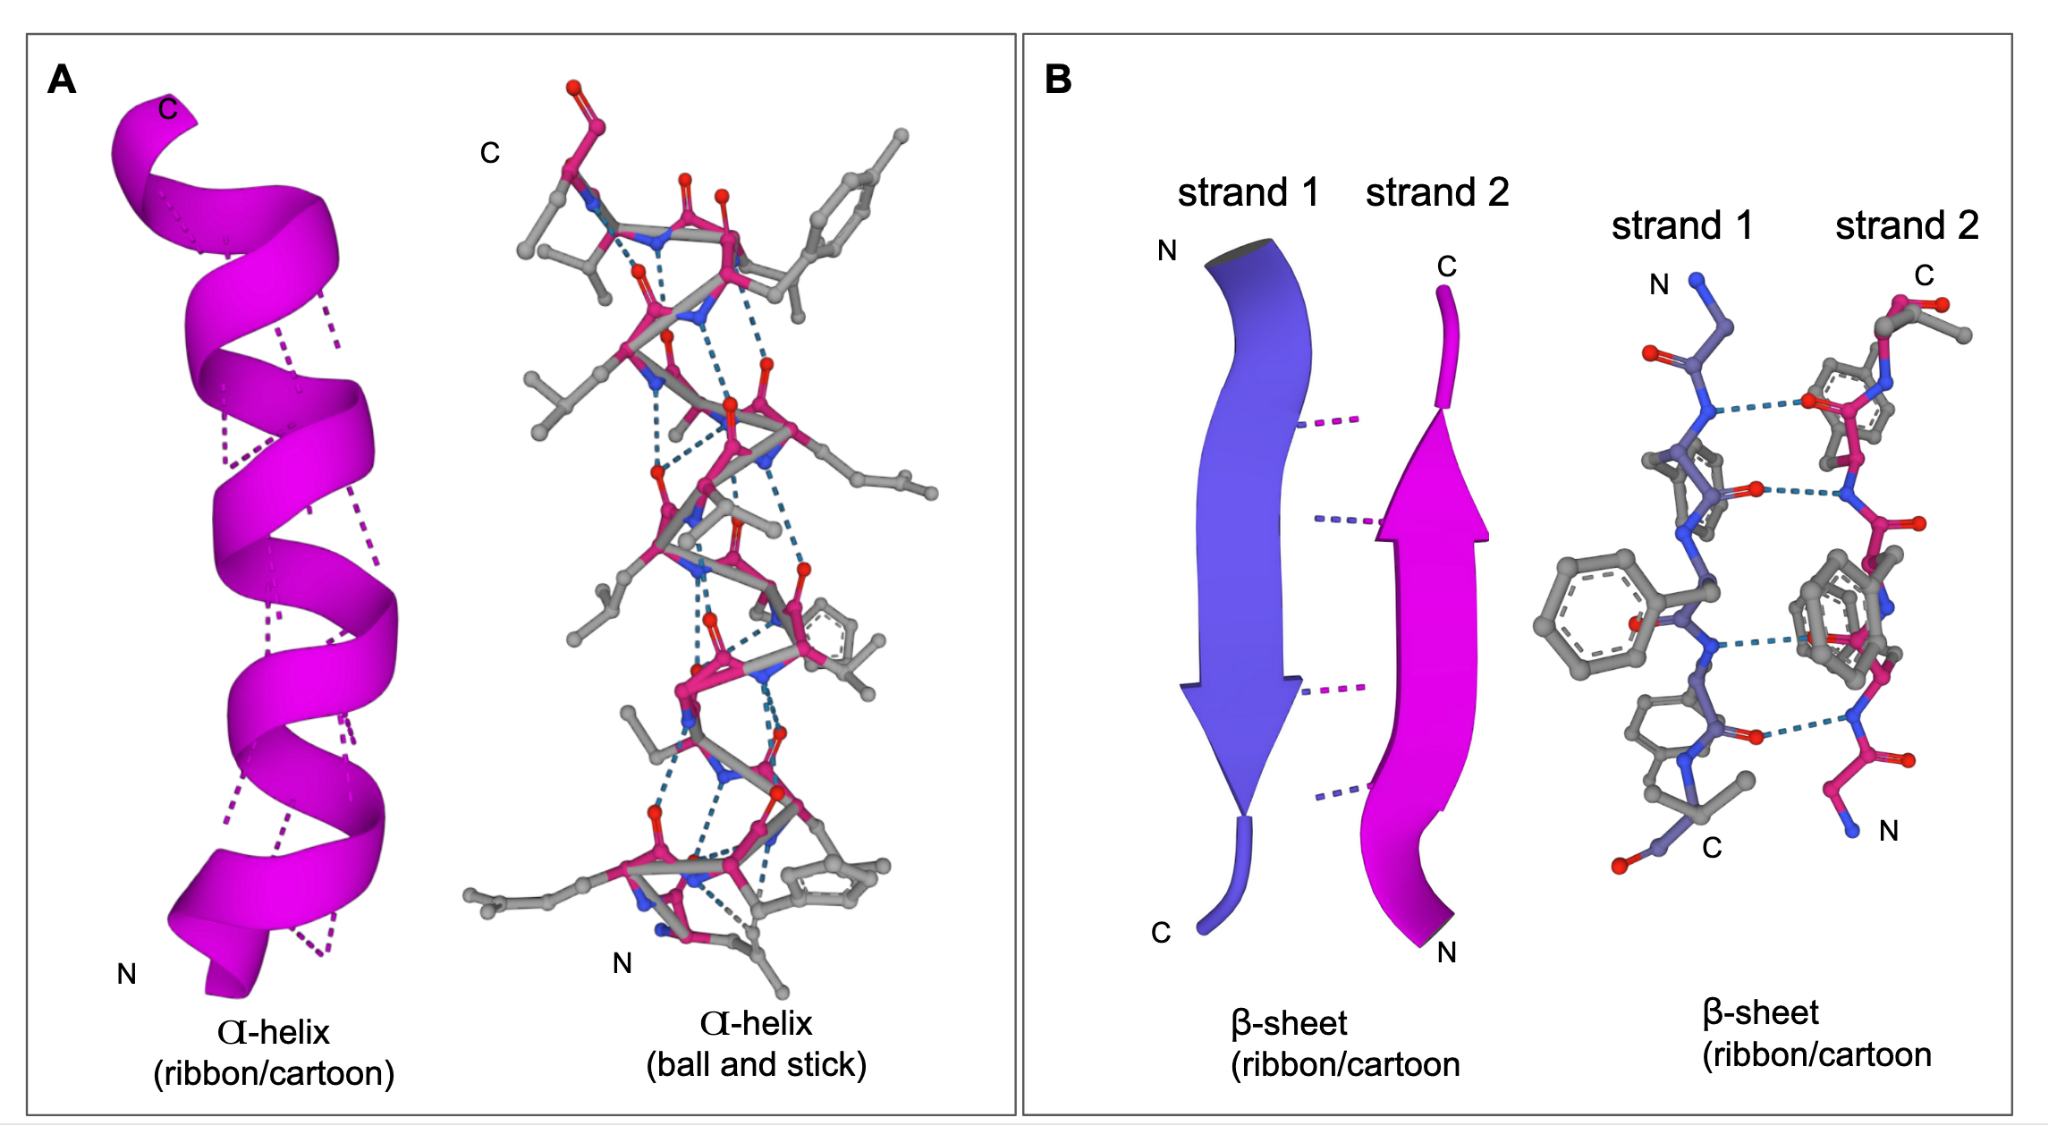 A
C
C
N
N
α-helix
(ribbon/cartoon)
α-helix
(ball and stick)
B
strand 1
strand 2
N
C
C
N
β-sheet
(ribbon/cartoon
strand 1
strand 2
N
C
C
N
β-sheet
(ribbon/cartoon